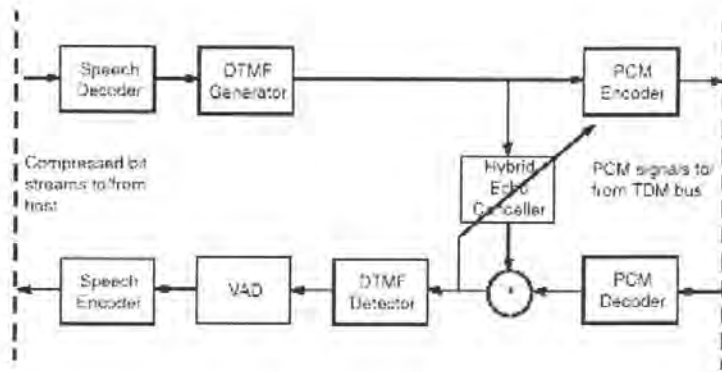 Speech
Decoder
DTMF
Generator
PCM
Encoder
Compressed bit
streams to/from
host
Hybrid
Echo
Canceller
PCM signals to/
from TDM bus
Speech
Encoder
VAD
DTMF
Detector
PCM
Decoder